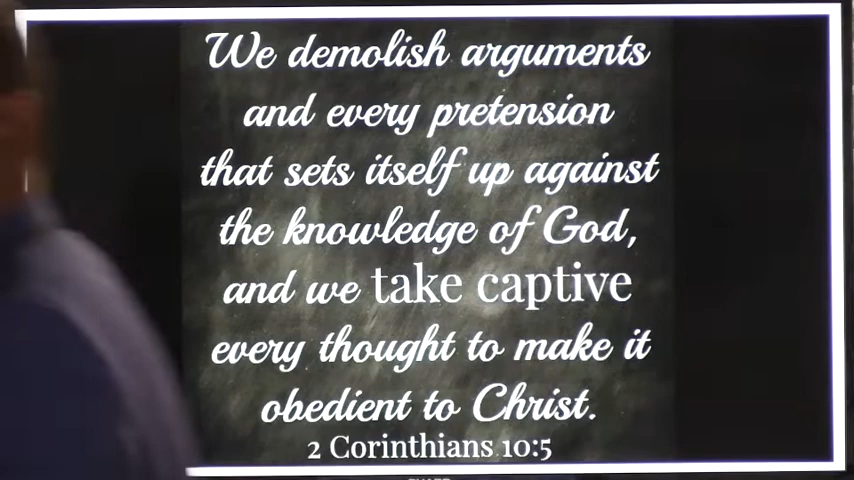 We demolish arguments
and every pretension
that sets itself up against
the knowledge of God,
and we take captive
every thought to make it
obedient to Christ.
2 Corinthians 10:5